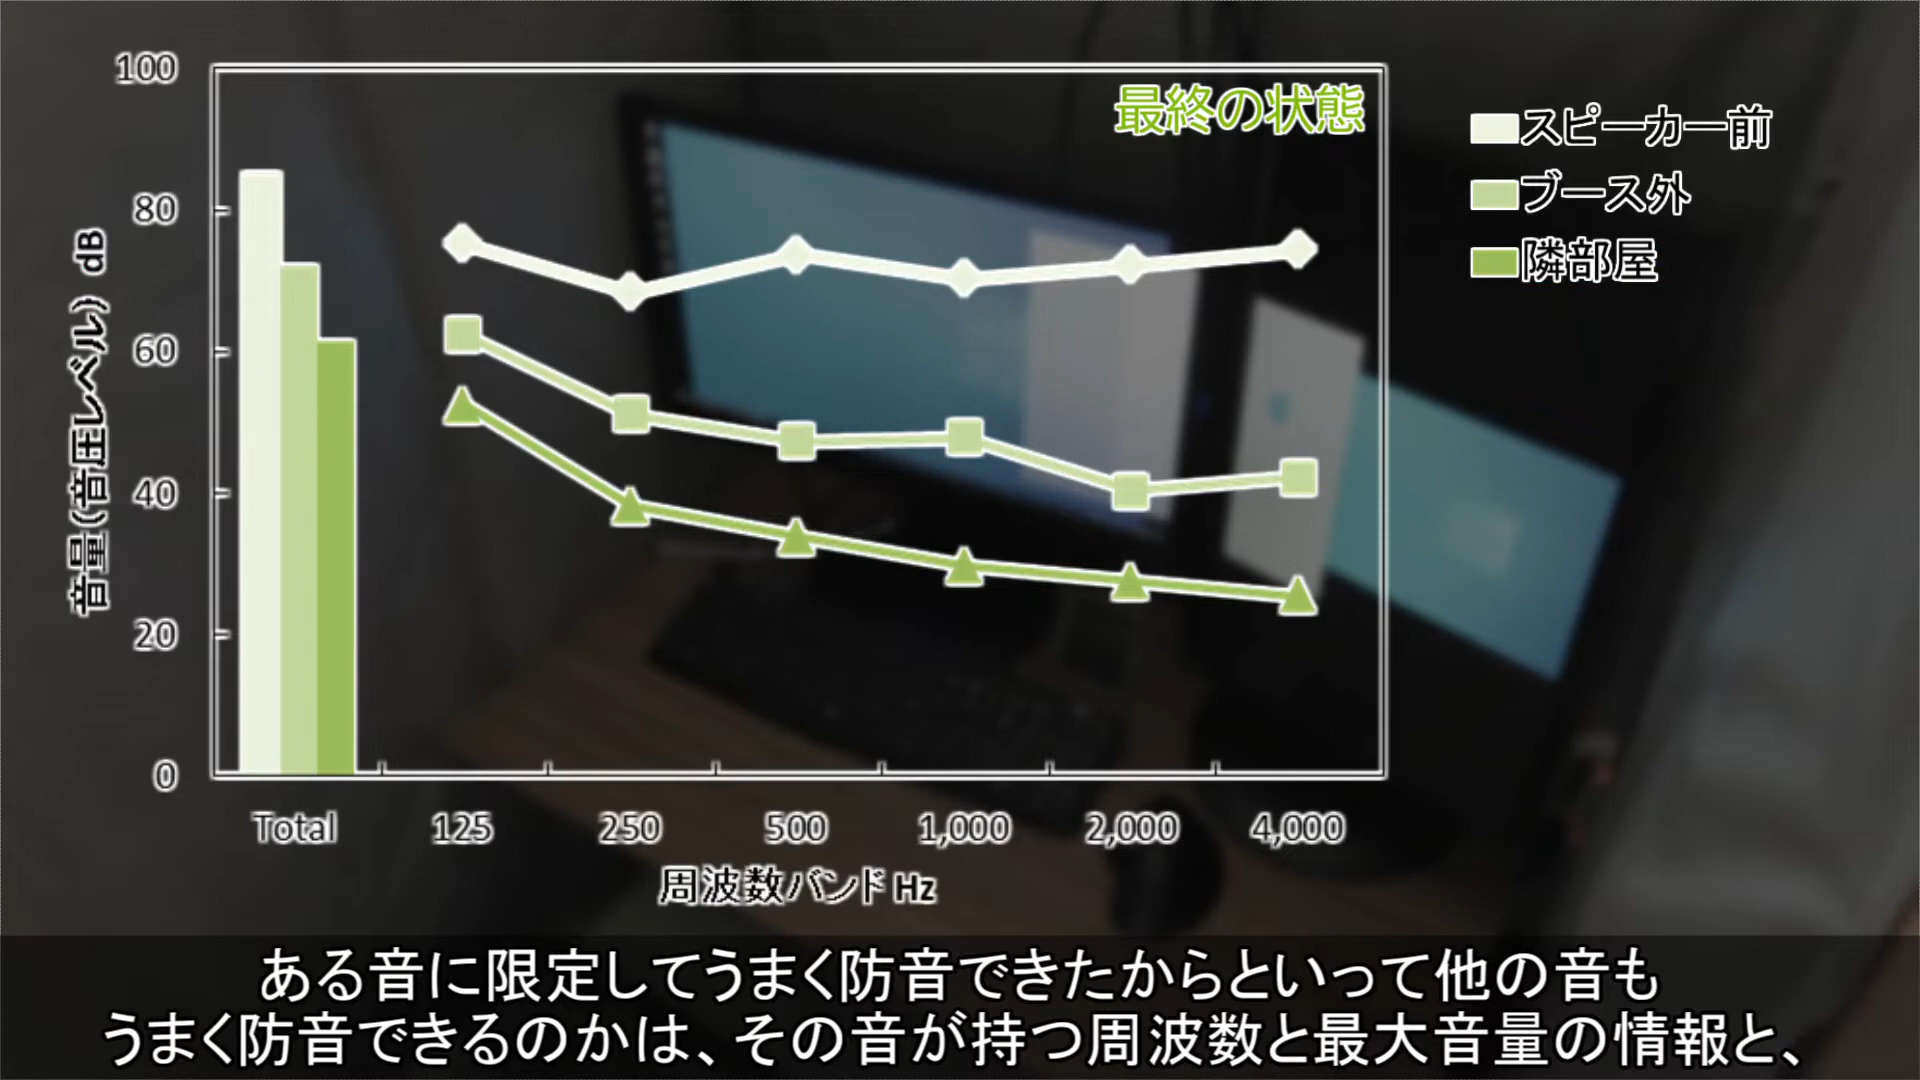 100
80
60
40
20
0
音量(音圧レベル) dB
最終の状態
スピーカー前
ブース外
隣部屋
Total 125 250 500 1,000 2,000 4,000
周波数バンド Hz
ある音に限定してうまく防音できたからといって他の音も
うまく防音できるのかは、その音が持つ周波数と最大音量の情報と、